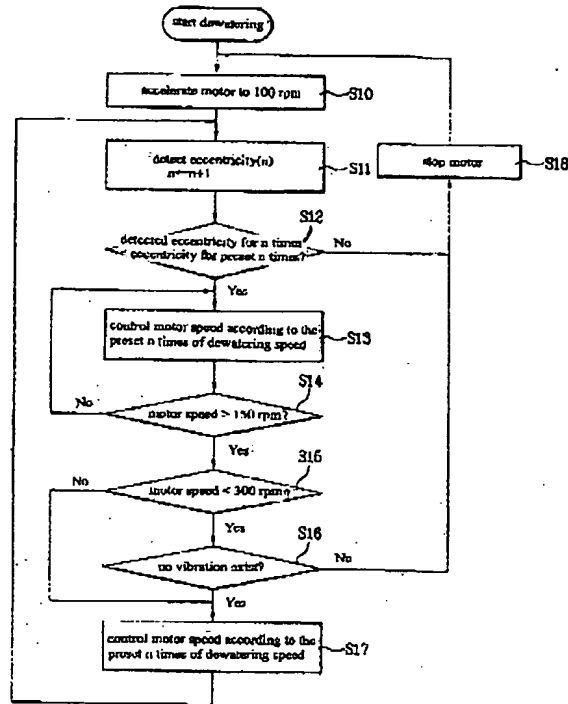 start dewatering
accelerate motor to 100 rpm
S10
detect eccentricity(n)
n←n+1
S11
stop motor
S18
S12
detected eccentricity for n times
eccentricity for preset n times?
No
Yes
control motor speed according to the
preset n times of dewatering speed
S13
S14
motor speed > 150 rpm?
No
Yes
S15
motor speed < 300 rpm?
No
Yes
S16
no vibration exist?
No
Yes
control motor speed according to the
preset n times of dewatering speed
S17